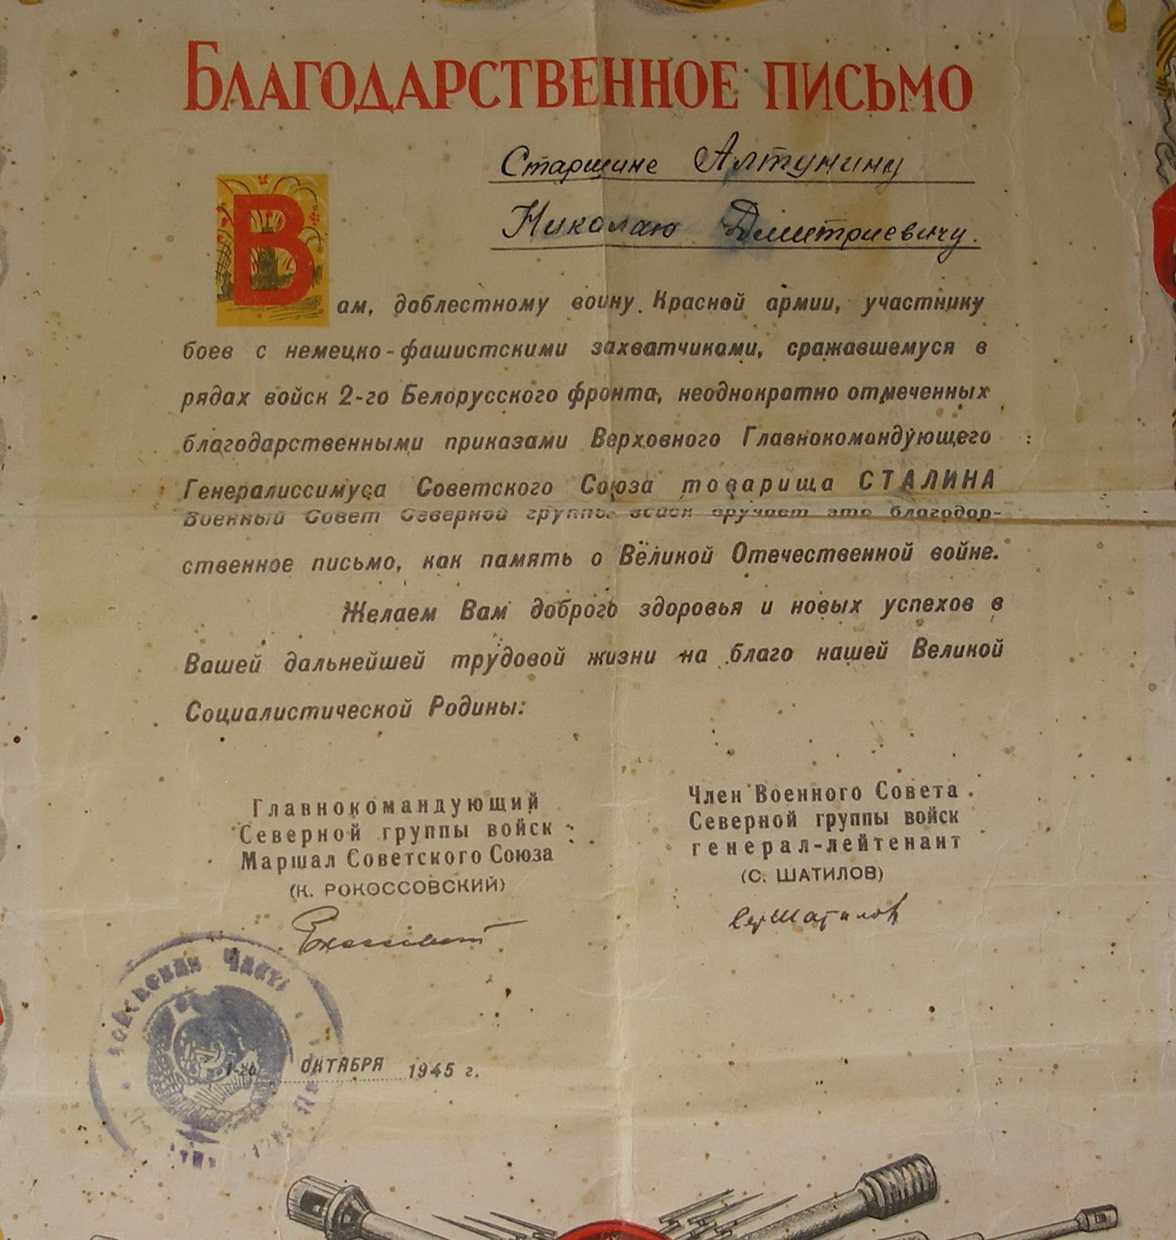 БЛАГОДАРСТВЕННОЕ ПИСЬМО
Старшине Алтунину
Николаю Дмитриевичу.
Вам, доблестному воину Красной армии, участнику
боев с немецко-фашистскими захватчиками, сражавшемуся в
рядах войск 2-го Белорусского фронта, неоднократно отмеченных
благодарственными приказами Верховного Главнокомандующего
Генералиссимуса Советского Союза товарища СТАЛИНА
Военный Совет Северной группы войск вручает это благодар-
ственное письмо, как память о Великой Отечественной войне.
Желаем Вам доброго здоровья и новых успехов в
Вашей дальнейшей трудовой жизни на благо нашей Великой
Социалистической Родины:
Главнокомандующий
Северной группы войск
Маршал Советского Союза
(К. РОКОССОВСКИЙ)
Член Военного Совета
Северной группы войск
генерал-лейтенант
(С. ШАТИЛОВ)
Шатилов
Часть
ОКТЯБРЯ 1945 г.